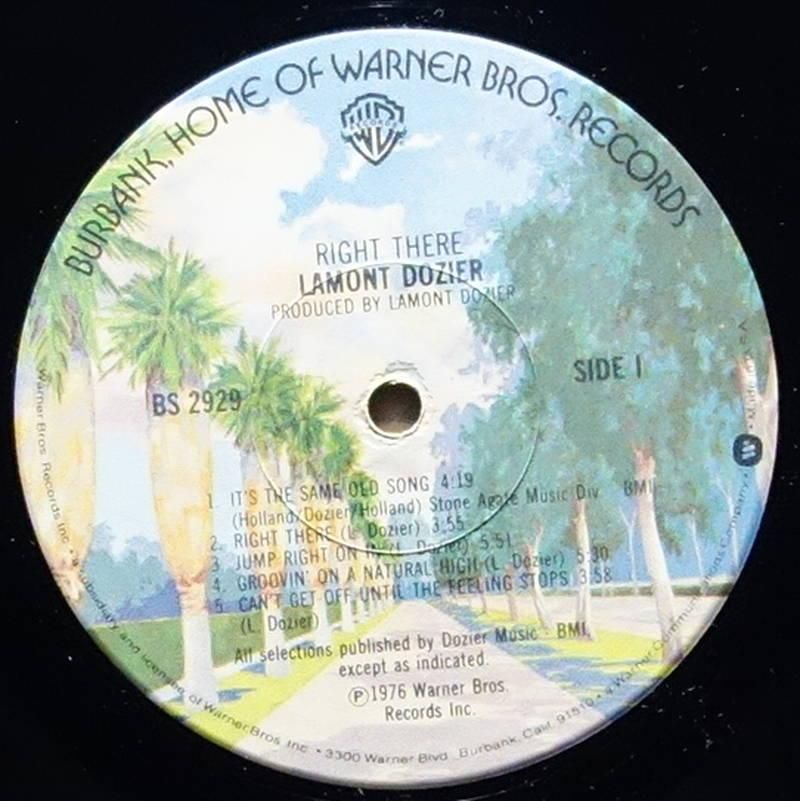 BURBANK, HOME OF WARNER BROS. RECORDS
RECORDS
RIGHT THERE
LAMONT DOZIER
PRODUCED BY LAMONT DOZIER
BS 2929
SIDE 1
1. IT'S THE SAME OLD SONG 4:19
(Holland/Dozier/Holland) Stone Agate Music Div. BMI
2. RIGHT THERE (L. Dozier) 3:55
3. JUMP RIGHT ON IN (L. Dozier) 5:51
4. GROOVIN' ON A NATURAL HIGH (L. Dozier) 5:30
5. CAN'T GET OFF UNTIL THE FEELING STOPS 3:58
(L. Dozier)
All selections published by Dozier Music - BMI,
except as indicated.
Ⓟ1976 Warner Bros.
Records Inc.
Warner Bros. Records Inc. • a subsidiary and licensee of Warner Bros. Inc. • 3300 Warner Blvd., Burbank, Calif. 91510 • a Warner Communications Company •